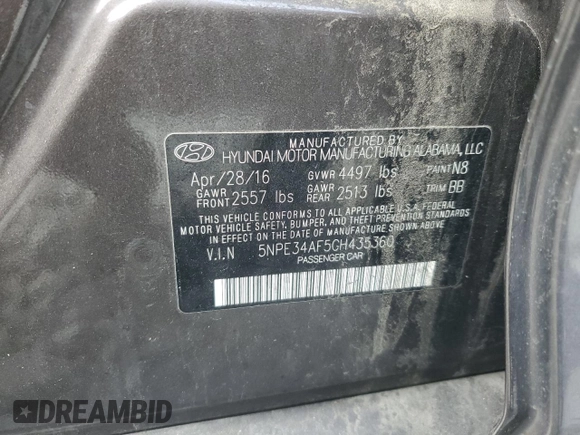 MANUFACTURED BY
HYUNDAI MOTOR MANUFACTURING ALABAMA, LLC
Apr/28/16 GVWR 4497 lbs PAINT N8
GAWR FRONT 2557 lbs GAWR REAR 2513 lbs TRIM BB
THIS VEHICLE CONFORMS TO ALL APPLICABLE U.S.A. FEDERAL
MOTOR VEHICLE SAFETY, BUMPER, AND THEFT PREVENTION STANDARDS
IN EFFECT ON THE DATE OF MANUFACTURE SHOWN ABOVE.
V.I.N 5NPE34AF5GH435360
PASSENGER CAR
DREAMBID